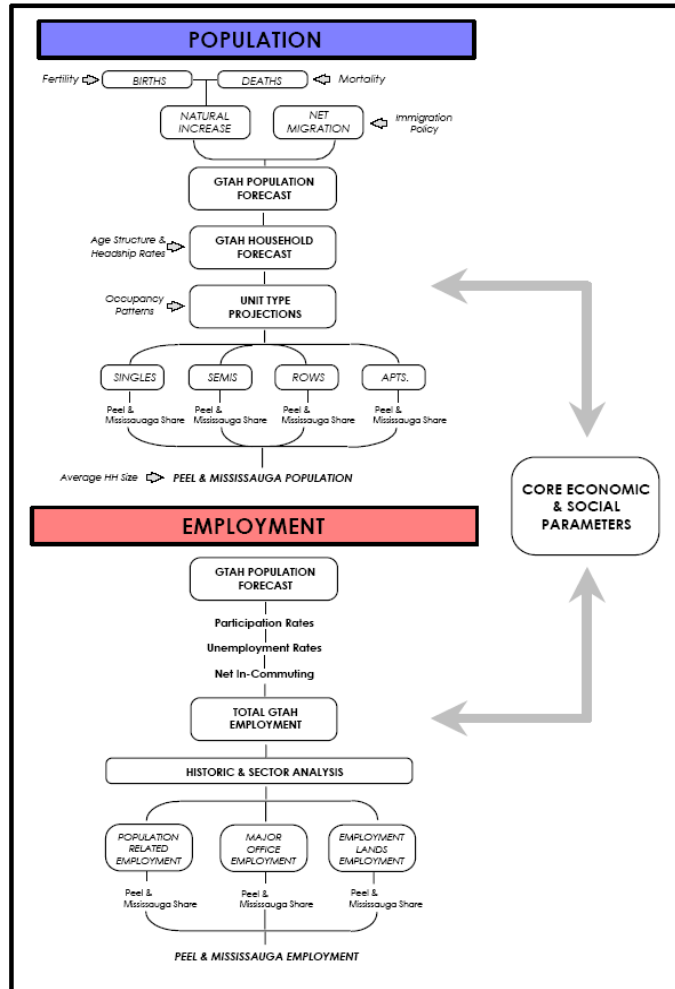 POPULATION
Fertility
BIRTHS
DEATHS
Mortality
NATURAL
INCREASE
NET
MIGRATION
Immigration
Policy
GTAH POPULATION
FORECAST
Age Structure &
Headship Rates
GTAH HOUSEHOLD
FORECAST
Occupancy
Patterns
UNIT TYPE
PROJECTIONS
SINGLES
SEMIS
ROWS
APTS.
Peel &
Mississauga Share
Peel &
Mississauga Share
Peel &
Mississauga Share
Peel &
Mississauga Share
Average HH Size
PEEL & MISSISSAUGA POPULATION
CORE ECONOMIC
& SOCIAL
PARAMETERS
EMPLOYMENT
GTAH POPULATION
FORECAST
Participation Rates
Unemployment Rates
Net In-Commuting
TOTAL GTAH
EMPLOYMENT
HISTORIC & SECTOR ANALYSIS
POPULATION
RELATED
EMPLOYMENT
MAJOR
OFFICE
EMPLOYMENT
EMPLOYMENT
LANDS
EMPLOYMENT
Peel &
Mississauga Share
Peel &
Mississauga Share
Peel &
Mississauga Share
PEEL & MISSISSAUGA EMPLOYMENT